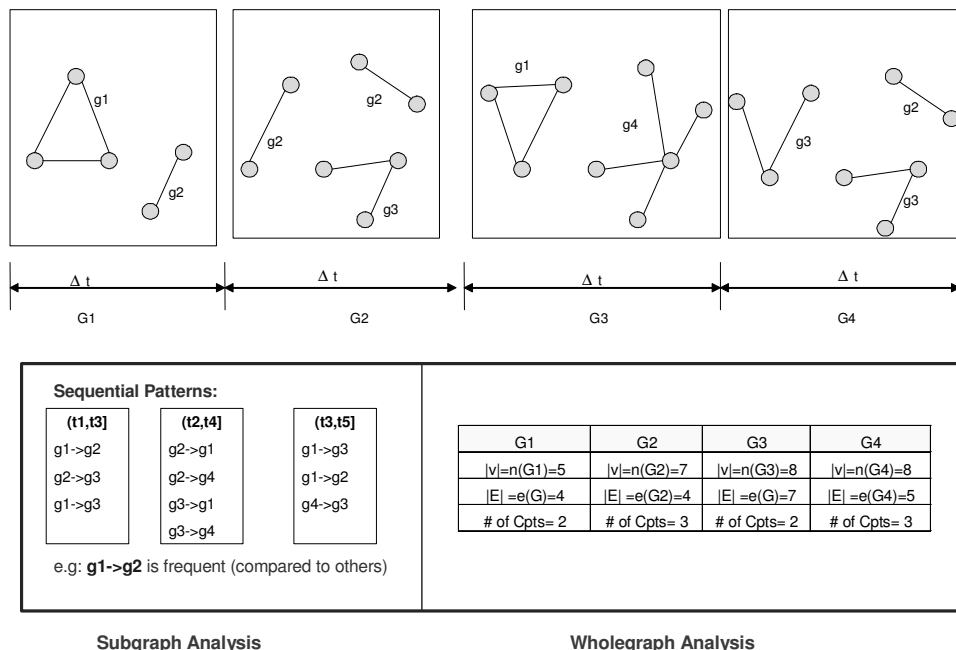 g1
g2
g2
g2
g3
g1
g4
g2
g3
g3
Δ t
Δ t
Δ t
Δ t
G1
G2
G3
G4
Sequential Patterns:
(t1,t3]
g1->g2
g2->g3
g1->g3
(t2,t4]
g2->g1
g2->g4
g3->g1
g3->g4
(t3,t5]
g1->g3
g1->g2
g4->g3
e.g: g1->g2 is frequent (compared to others)
G1 G2 G3 G4
|v|=n(G1)=5 |v|=n(G2)=7 |v|=n(G3)=8 |v|=n(G4)=8
|E| =e(G)=4 |E| =e(G2)=4 |E| =e(G)=7 |E| =e(G4)=5
# of Cpts= 2 # of Cpts= 3 # of Cpts= 2 # of Cpts= 3
Subgraph Analysis
Wholegraph Analysis